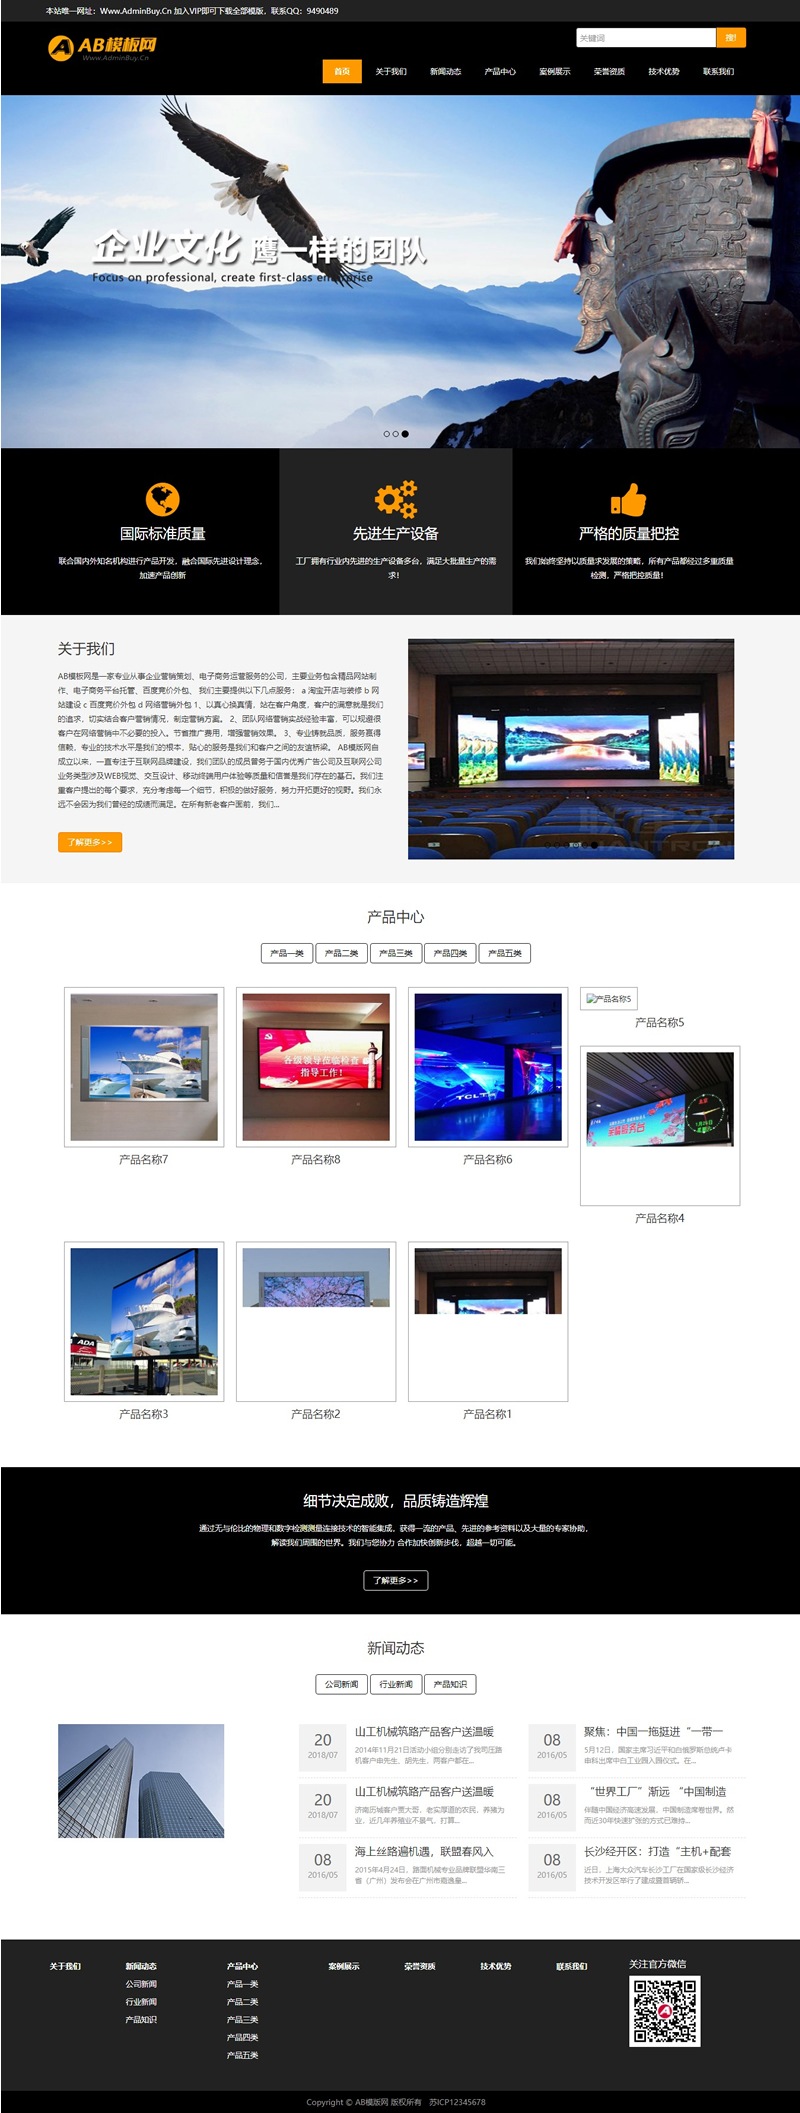 本站唯一网址：Www.AdminBuy.Cn 加入VIP即可下载全部模版，联系QQ：9490489
AB模板网
Www.AdminBuy.Cn
关键词
搜!
首页 关于我们 新闻动态 产品中心 案例展示 荣誉资质 技术优势 联系我们
企业文化 鹰一样的团队
Focus on professional, create first-class enterprise
国际标准质量
联合国内外知名机构进行产品开发，融合国际先进设计理念，
加速产品创新
先进生产设备
工厂拥有行业内先进的生产设备多台，满足大批量生产的需
求！
严格的质量把控
我们始终坚持以质量求发展的策略，所有产品都经过多重质量
检测，严格把控质量！
关于我们
AB模板网是一家专业从事企业营销策划、电子商务运营服务的公司，主要业务包含精品网站制
作、电子商务平台托管、百度竞价外包、 我们主要提供以下几点服务： a 淘宝开店与装修 b 网
站建设 c 百度竞价外包 d 网络营销外包 1、以真心换真情，站在客户角度，客户的满意就是我们
的追求，切实结合客户营销情况，制定营销方案。 2、团队网络营销实战经验丰富，可以规避很
客户在网络营销中不必要的投入。节省推广费用，增强营销效果。 3、专业铸就品质，服务赢得
信赖，专业的技术水平是我们的根本，贴心的服务是我们和客户之间的友谊桥梁。 AB模版网自
成立以来，一直专注于互联网品牌建设，我们团队的成员曾务于国内优秀广告公司及互联网公司
业务类型涉及WEB视觉、交互设计、移动终端用户体验等质量和信誉是我们存在的基石。我们注
重客户提出的每个要求，充分考虑每一个细节，积极的做好服务，努力开拓更好的视野。我们永
远不会因为我们曾经的成绩而满足。在所有新老客户面前，我们...
了解更多>>
产品中心
产品一类 产品二类 产品三类 产品四类 产品五类
各级领导莅临检查
指导工作！
TCL
产品名称5
产品名称5
产品名称7
产品名称8
产品名称6
产品名称4
ADA
产品名称3
产品名称2
产品名称1
细节决定成败，品质铸造辉煌
通过无与伦比的物理和数字检测测量连接技术的智能集成，获得一流的产品、先进的参考资料以及大量的专家协助，
解读我们周围的世界。我们与您协力 合作加快创新步伐，超越一切可能。
了解更多>>
新闻动态
公司新闻 行业新闻 产品知识
20
2018/07
山工机械筑路产品客户送温暖
2014年11月21日活动小组分别走访了我司压路
机客户申先生、胡先生，两客户都在...
08
2016/05
聚焦：中国一拖挺进“一带一
5月12日，国家主席习近平和白俄罗斯总统卢卡
申科出席中白工业园入园仪式。在...
20
2018/07
山工机械筑路产品客户送温暖
济南历城客户贾大哥，老实厚道的农民，养猪为
业，近几年养殖业不景气，打算...
08
2016/05
“世界工厂”渐远 “中国制造
伴随中国经济高速发展，中国制造席卷世界。然
而近30年快速扩张的方式已难持...
08
2016/05
海上丝路遍机遇，联盟春风入
2015年4月24日，路面机械专业品牌联盟华南三
省（广州）发布会在广州市嘉逸皇...
08
2016/05
长沙经开区：打造“主机+配套
近日，上海大众汽车长沙工厂在国家级长沙经济
技术开发区举行了建成暨首辆轿...
关于我们 新闻动态 产品中心 案例展示 荣誉资质 技术优势 联系我们 关注官方微信
公司新闻 产品一类
行业新闻 产品二类
产品知识 产品三类
产品四类
产品五类
Copyright © AB模版网 版权所有 苏ICP12345678